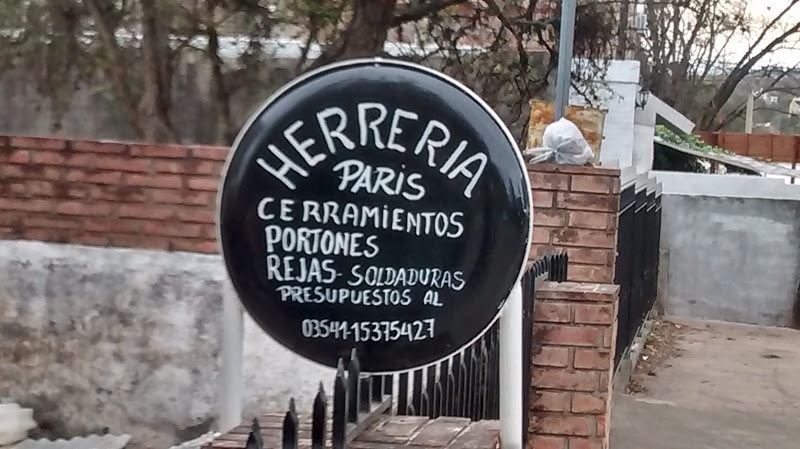 HERRERIA
PARIS
CERRAMIENTOS
PORTONES
REJAS-SOLDADURAS
PRESUPUESTOS AL
03541-15375427